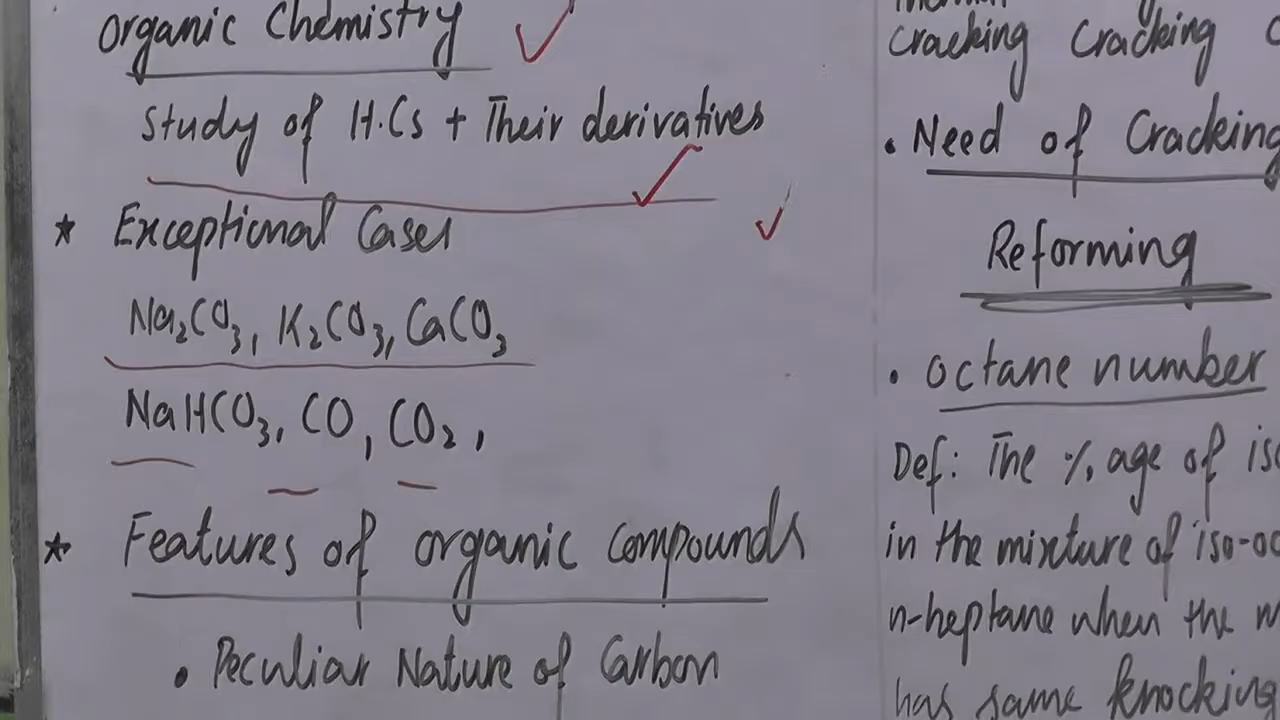 Organic Chemistry
Study of H.Cs + Their derivatives
* Exceptional Cases
Na₂CO₃, K₂CO₃, CaCO₃
NaHCO₃, CO, CO₂,
* Features of organic compounds
• Peculiar Nature of Carbon
Cracking Cracking
• Need of Cracking
Reforming
• octane number
Def: The % age of
in the mixture of
n-heptane when the
has same knocking